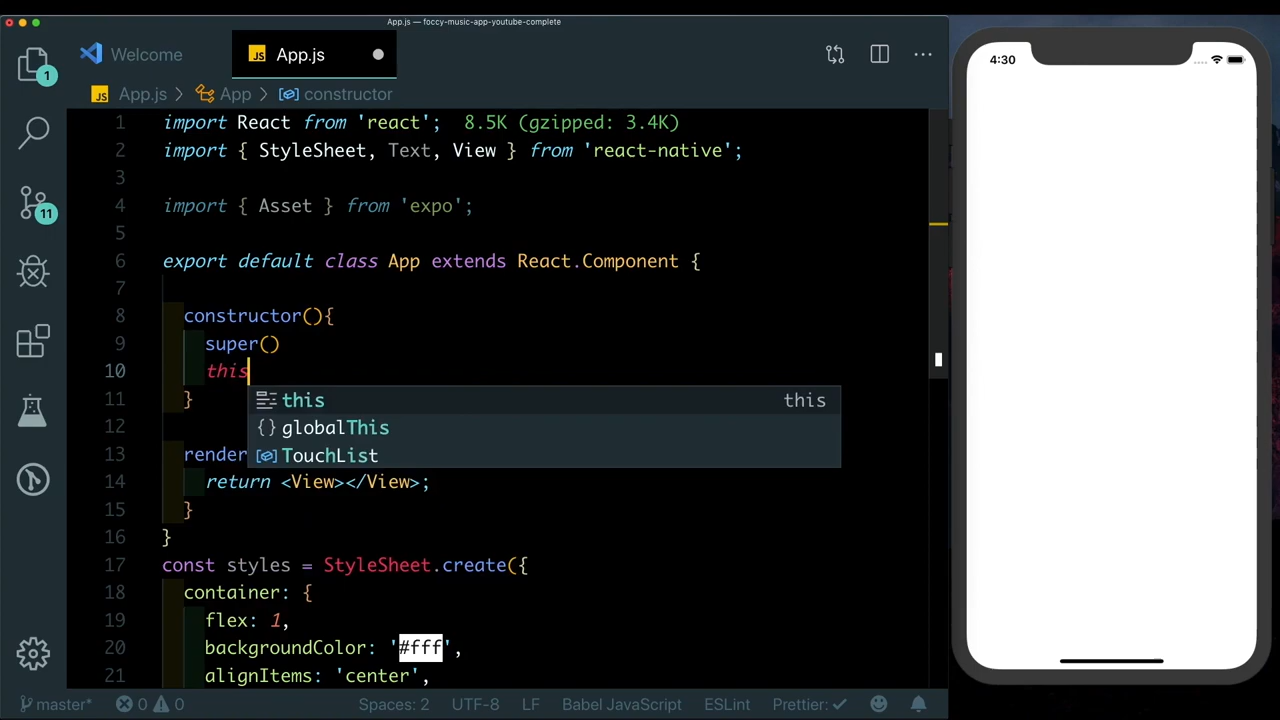 App.js — foccy-music-app-youtube-complete
Welcome
JS App.js
JS App.js > App > constructor
1 import React from 'react'; 8.5K (gzipped: 3.4K)
2 import { StyleSheet, Text, View } from 'react-native';
3
4 import { Asset } from 'expo';
5
6 export default class App extends React.Component {
7
8 constructor(){
9 super()
10 this
11 }
12
13 render
14 return <View></View>;
15 }
16 }
17 const styles = StyleSheet.create({
18 container: {
19 flex: 1,
20 backgroundColor: '#fff',
21 alignItems: 'center',
this this
globalThis
TouchList
1
11
master* 0 0 Spaces: 2 UTF-8 LF Babel JavaScript ESLint Prettier: ✓
4:30